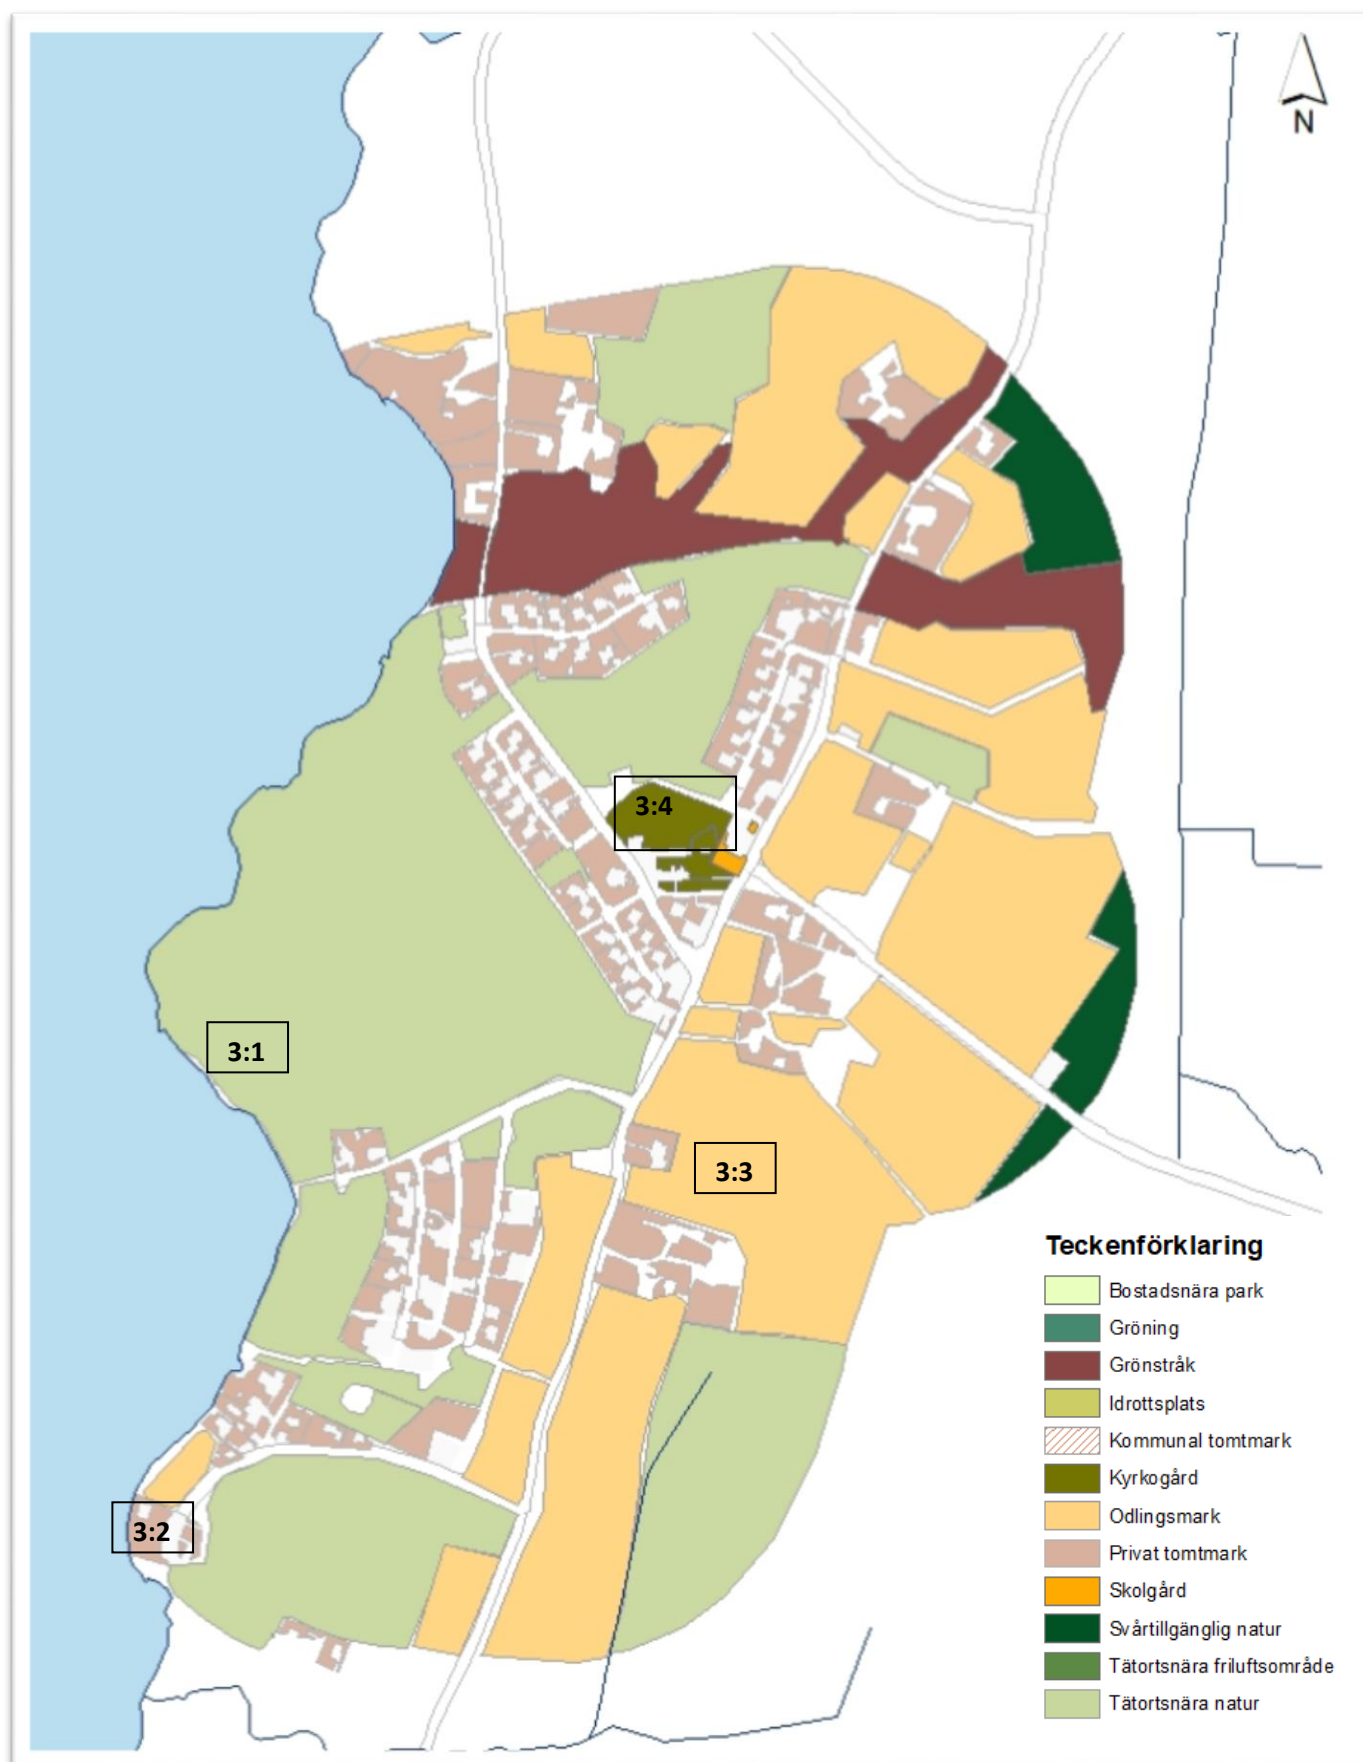 N
3:4
3:1
3:3
3:2
Teckenförklaring
Bostadsnära park
Gröning
Grönstråk
Idrottsplats
Kommunal tomtmark
Kyrkogård
Odlingsmark
Privat tomtmark
Skolgård
Svårtillgänglig natur
Tätortsnära friluftsområde
Tätortsnära natur